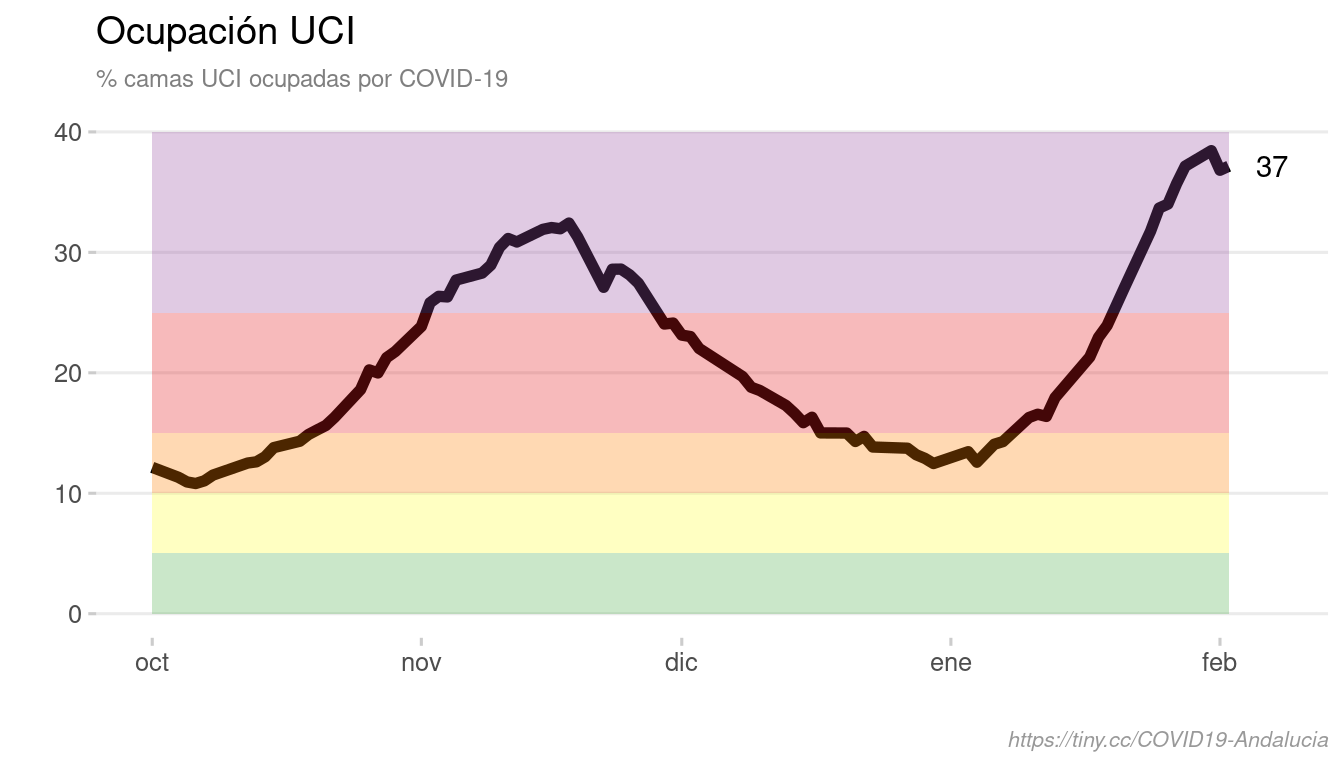 Ocupación UCI
% camas UCI ocupadas por COVID-19
40
37
30
20
10
0
oct nov dic ene feb
https://tiny.cc/COVID19-Andalucia